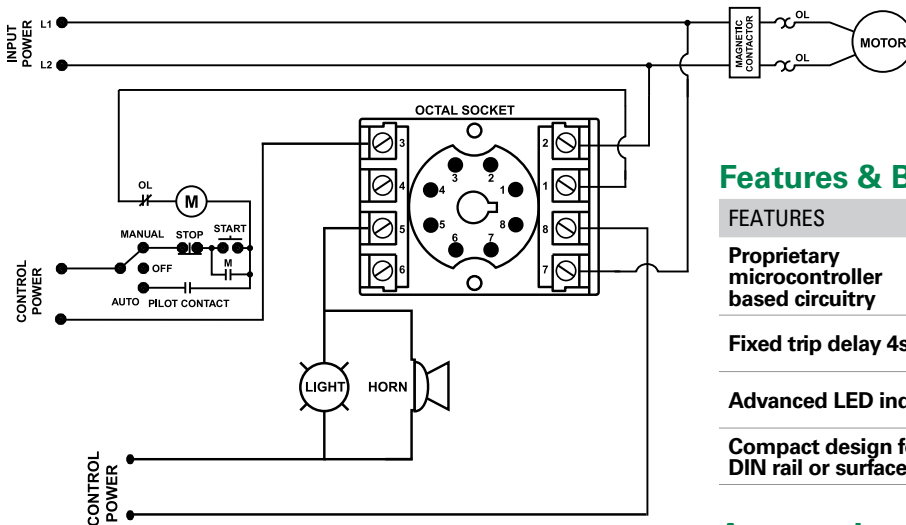 INPUT
POWER
L1
L2
MAGNETIC
CONTACTOR
OL
OL
MOTOR
OCTAL SOCKET
3
4
5
6
2
1
8
7
3
2
4
1
5
8
6
7
OL
M
MANUAL
STOP
START
OFF
M
AUTO
PILOT CONTACT
CONTROL
POWER
LIGHT
HORN
CONTROL
POWER
Features & B
FEATURES
Proprietary
microcontroller
based circuitry
Fixed trip delay 4s
Advanced LED ind
Compact design fo
DIN rail or surface